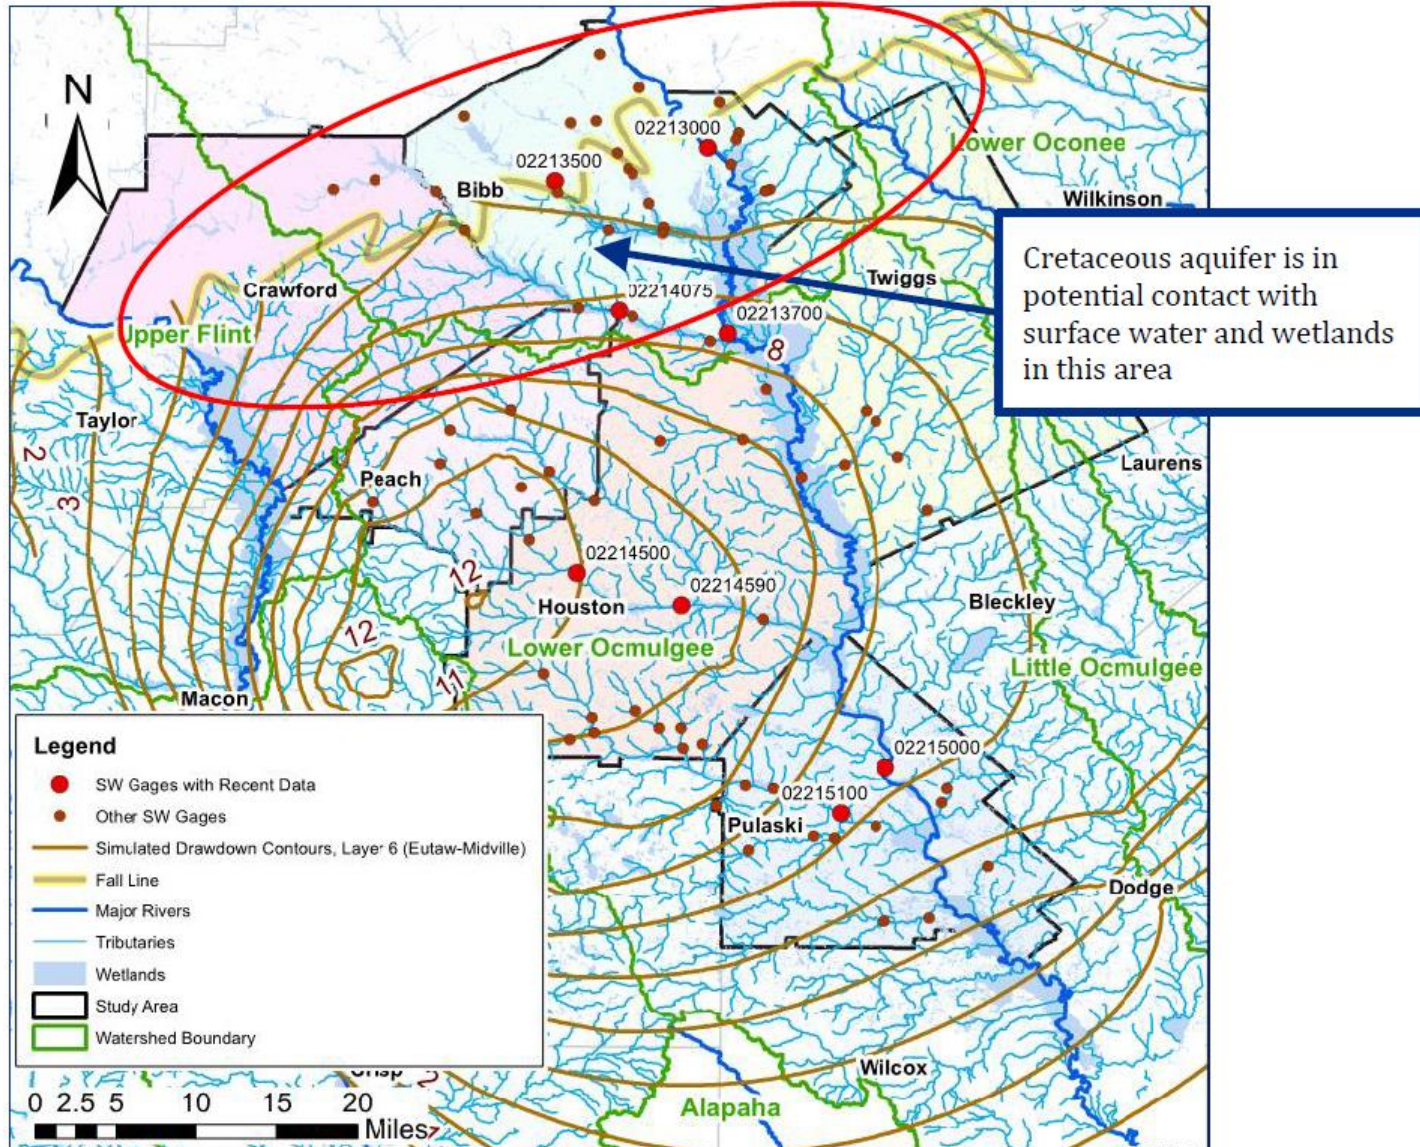 N
02213000
02213500
Lower Oconee
Bibb
Wilkinson
Cretaceous aquifer is in
potential contact with
surface water and wetlands
in this area
Twiggs
Crawford
02214075
02213700
Upper Flint
8
Taylor
2
Laurens
Peach
3
02214500
12
02214590
Houston
Bleckley
12
Lower Ocmulgee
Little Ocmulgee
11
Macon
Legend
SW Gages with Recent Data
Other SW Gages
Simulated Drawdown Contours, Layer 6 (Eutaw-Midville)
Fall Line
Major Rivers
Tributaries
Wetlands
Study Area
Watershed Boundary
02215000
02215100
Pulaski
Dodge
Wilcox
Alapaha
0 2.5 5 10 15 20
Miles